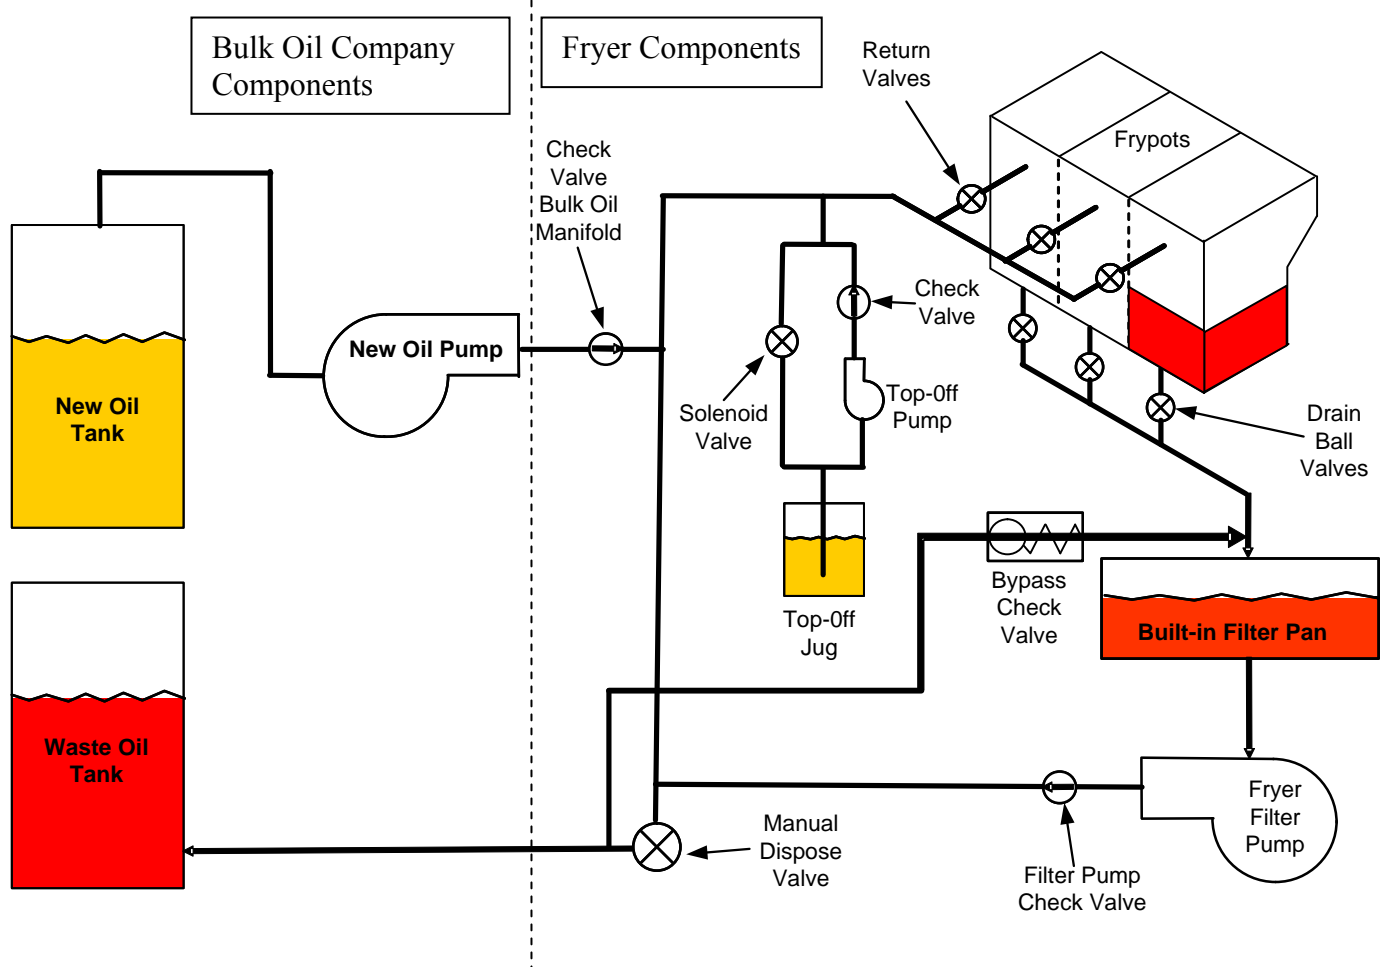 Bulk Oil Company
Components
Fryer Components
Return
Valves
Frypots
Check
Valve
Bulk Oil
Manifold
New Oil Pump
Check
Valve
New Oil
Tank
Solenoid
Valve
Top-0ff
Pump
Drain
Ball
Valves
Bypass
Check
Valve
Top-0ff
Jug
Built-in Filter Pan
Waste Oil
Tank
Manual
Dispose
Valve
Fryer
Filter
Pump
Filter Pump
Check Valve